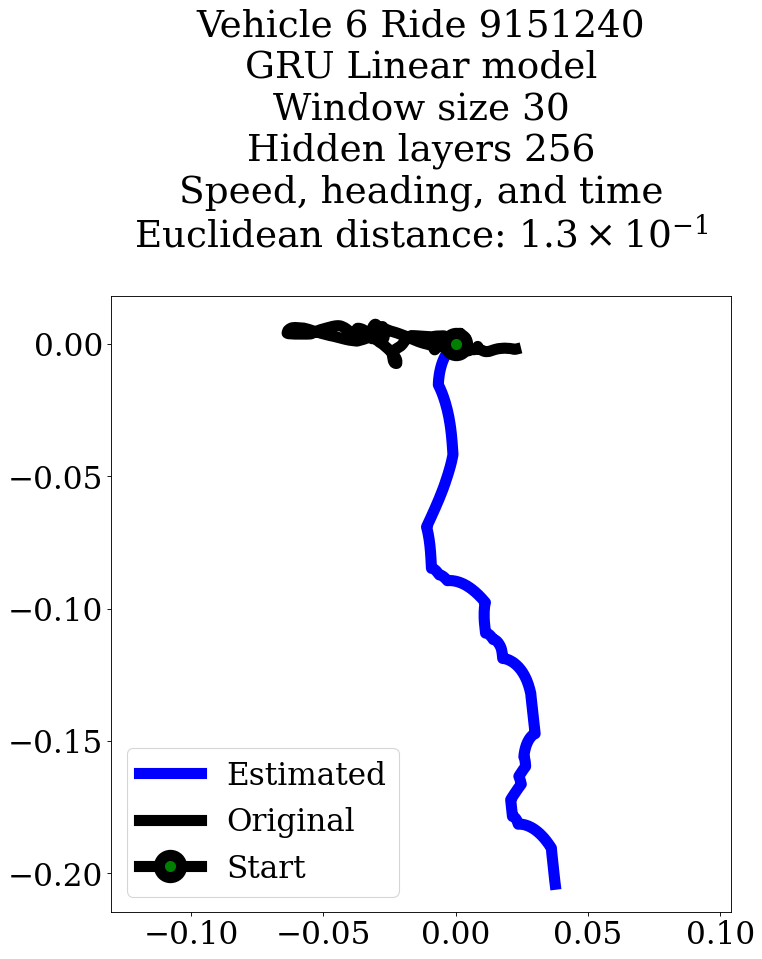 Vehicle 6 Ride 9151240
GRU Linear model
Window size 30
Hidden layers 256
Speed, heading, and time
Euclidean distance: 1.3 × 10⁻¹
0.00
−0.05
−0.10
−0.15
−0.20
Estimated
Original
Start
−0.10 −0.05 0.00 0.05 0.10